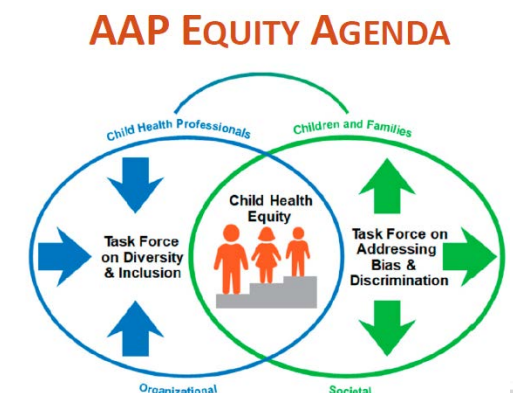 AAP EQUITY AGENDA
Child Health Professionals
Children and Families
Child Health
Equity
Task Force
on Diversity
& Inclusion
Task Force on
Addressing
Bias &
Discrimination
Organizational
Societal